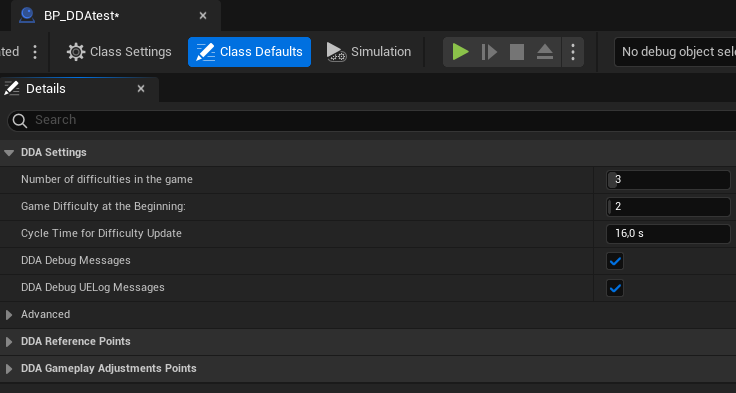 BP_DDAtest*
Class Settings Class Defaults Simulation No debug object
Details
Search
DDA Settings
Number of difficulties in the game 3
Game Difficulty at the Beginning: 2
Cycle Time for Difficulty Update 16,0 s
DDA Debug Messages
DDA Debug UELog Messages
Advanced
DDA Reference Points
DDA Gameplay Adjustments Points